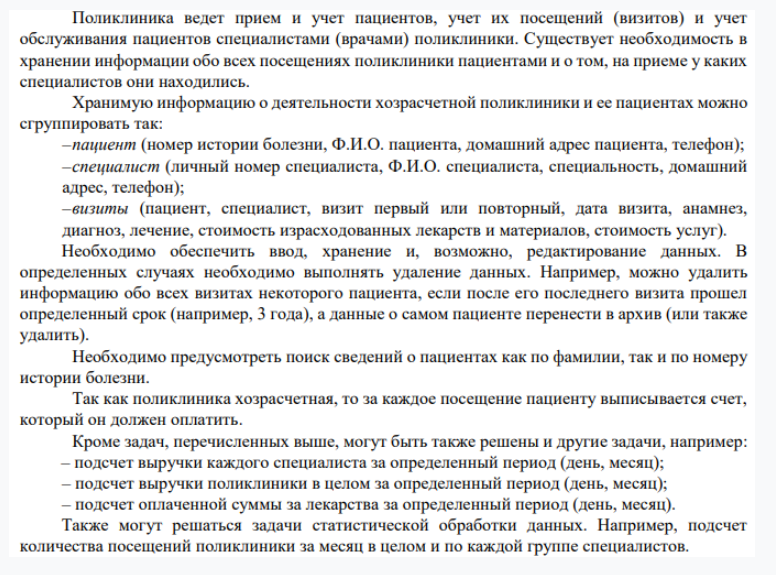 Поликлиника ведет прием и учет пациентов, учет их посещений (визитов) и учет
обслуживания пациентов специалистами (врачами) поликлиники. Существует необходимость в
хранении информации обо всех посещениях поликлиники пациентами и о том, на приеме у каких
специалистов они находились.
Хранимую информацию о деятельности хозрасчетной поликлиники и ее пациентах можно
сгруппировать так:
–пациент (номер истории болезни, Ф.И.О. пациента, домашний адрес пациента, телефон);
–специалист (личный номер специалиста, Ф.И.О. специалиста, специальность, домашний
адрес, телефон);
–визиты (пациент, специалист, визит первый или повторный, дата визита, анамнез,
диагноз, лечение, стоимость израсходованных лекарств и материалов, стоимость услуг).
Необходимо обеспечить ввод, хранение и, возможно, редактирование данных. В
определенных случаях необходимо выполнять удаление данных. Например, можно удалить
информацию обо всех визитах некоторого пациента, если после его последнего визита прошел
определенный срок (например, 3 года), а данные о самом пациенте перенести в архив (или также
удалить).
Необходимо предусмотреть поиск сведений о пациентах как по фамилии, так и по номеру
истории болезни.
Так как поликлиника хозрасчетная, то за каждое посещение пациенту выписывается счет,
который он должен оплатить.
Кроме задач, перечисленных выше, могут быть также решены и другие задачи, например:
– подсчет выручки каждого специалиста за определенный период (день, месяц);
– подсчет выручки поликлиники в целом за определенный период (день, месяц);
– подсчет оплаченной суммы за лекарства за определенный период (день, месяц).
Также могут решаться задачи статистической обработки данных. Например, подсчет
количества посещений поликлиники за месяц в целом и по каждой группе специалистов.